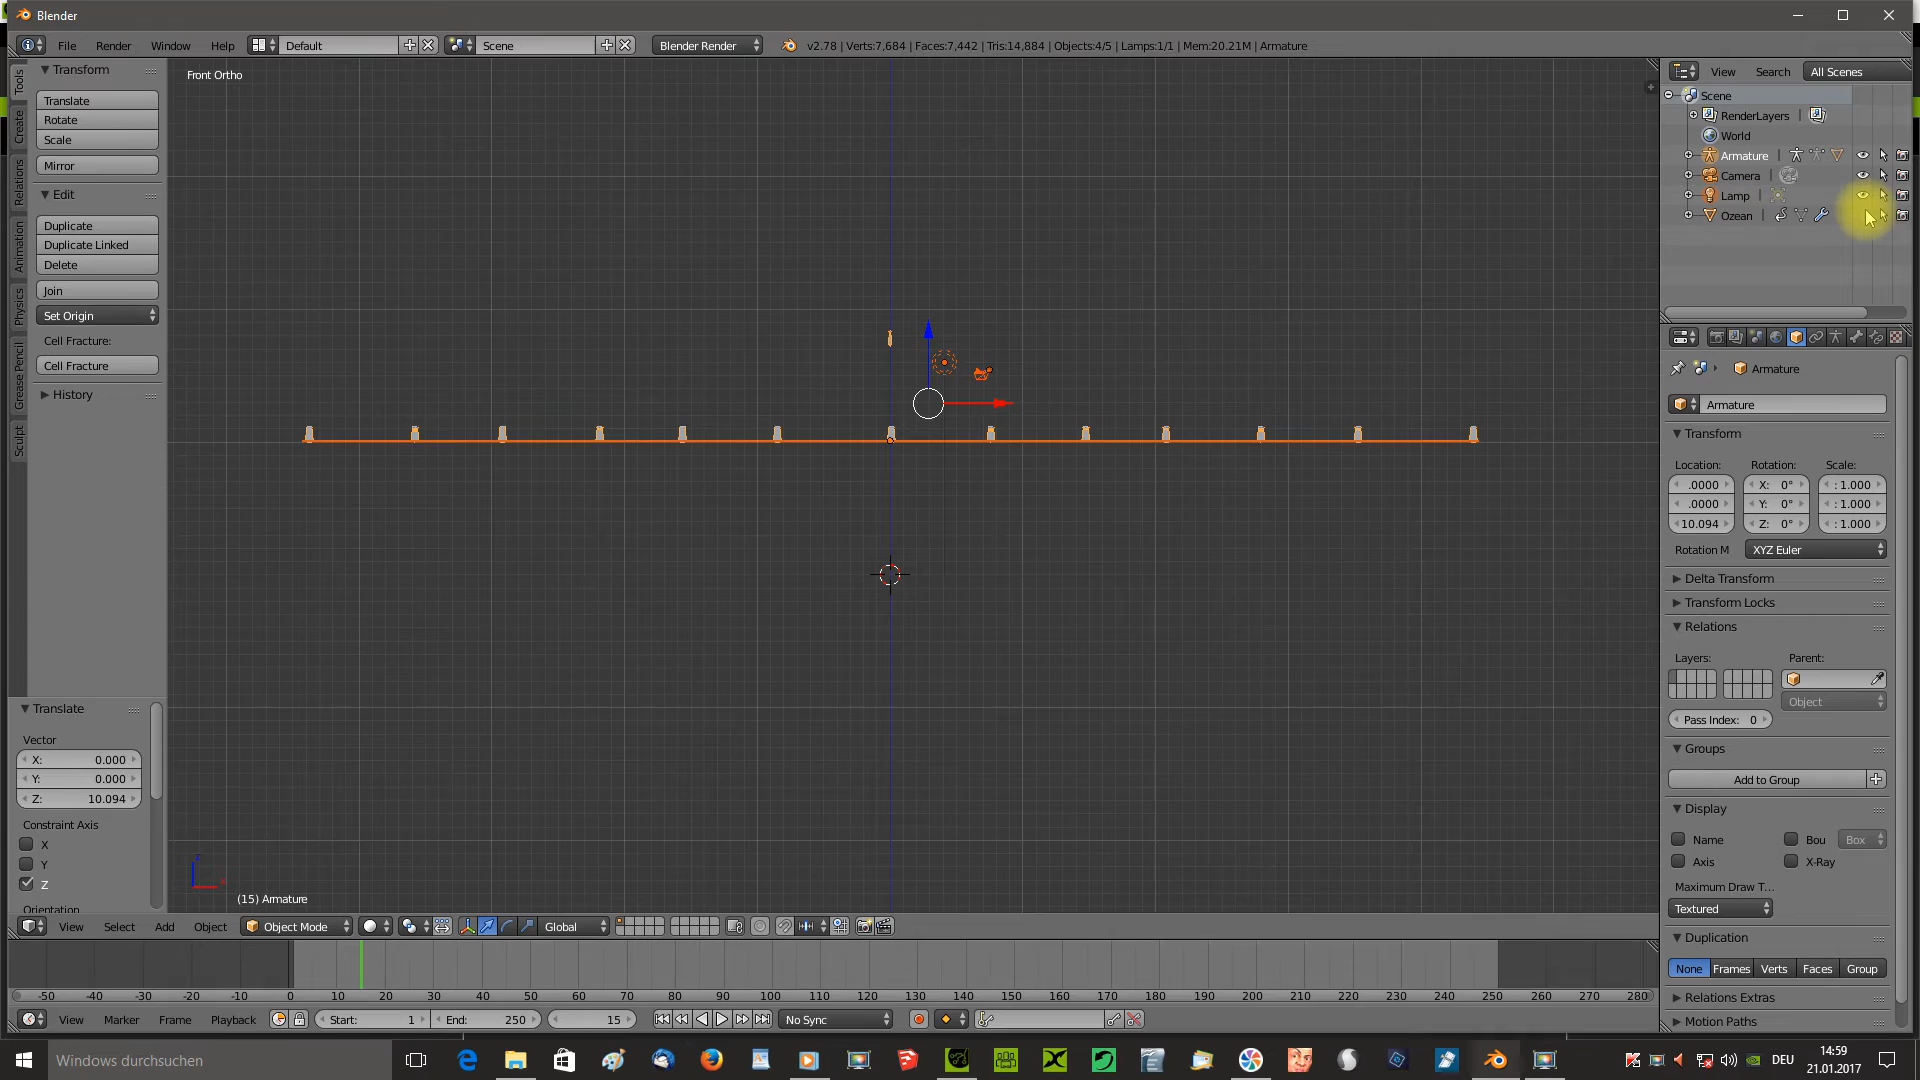 Blender
File Render Window Help Default Scene Blender Render v2.78 | Verts:7,684 | Faces:7,442 | Tris:14,884 | Objects:4/5 | Lamps:1/1 | Mem:20.21M | Armature
Tools
Create
Relations
Animation
Physics
Grease Pencil
Sculpt
Transform
Translate
Rotate
Scale
Mirror
Edit
Duplicate
Duplicate Linked
Delete
Join
Set Origin
Cell Fracture:
Cell Fracture
History
Translate
Vector
X: 0.000
Y: 0.000
Z: 10.094
Constraint Axis
X
Y
Z
Orientation
Front Ortho
(15) Armature
View Select Add Object Object Mode Global
View Search All Scenes
Scene
RenderLayers
World
Armature
Camera
Lamp
Ozean
Armature
Armature
Transform
Location: Rotation: Scale:
.0000 X: 0° : 1.000
.0000 Y: 0° : 1.000
10.094 Z: 0° : 1.000
Rotation M XYZ Euler
Delta Transform
Transform Locks
Relations
Layers: Parent:
Object
Pass Index: 0
Groups
Add to Group
Display
Name Bou Box
Axis X-Ray
Maximum Draw T...
Textured
Duplication
None Frames Verts Faces Group
Relations Extras
Motion Paths
-50 -40 -30 -20 -10 0 10 20 30 40 50 60 70 80 90 100 110 120 130 140 150 160 170 180 190 200 210 220 230 240 250 260 270 280
View Marker Frame Playback Start: 1 End: 250 15 No Sync
Windows durchsuchen
DEU
14:59
21.01.2017